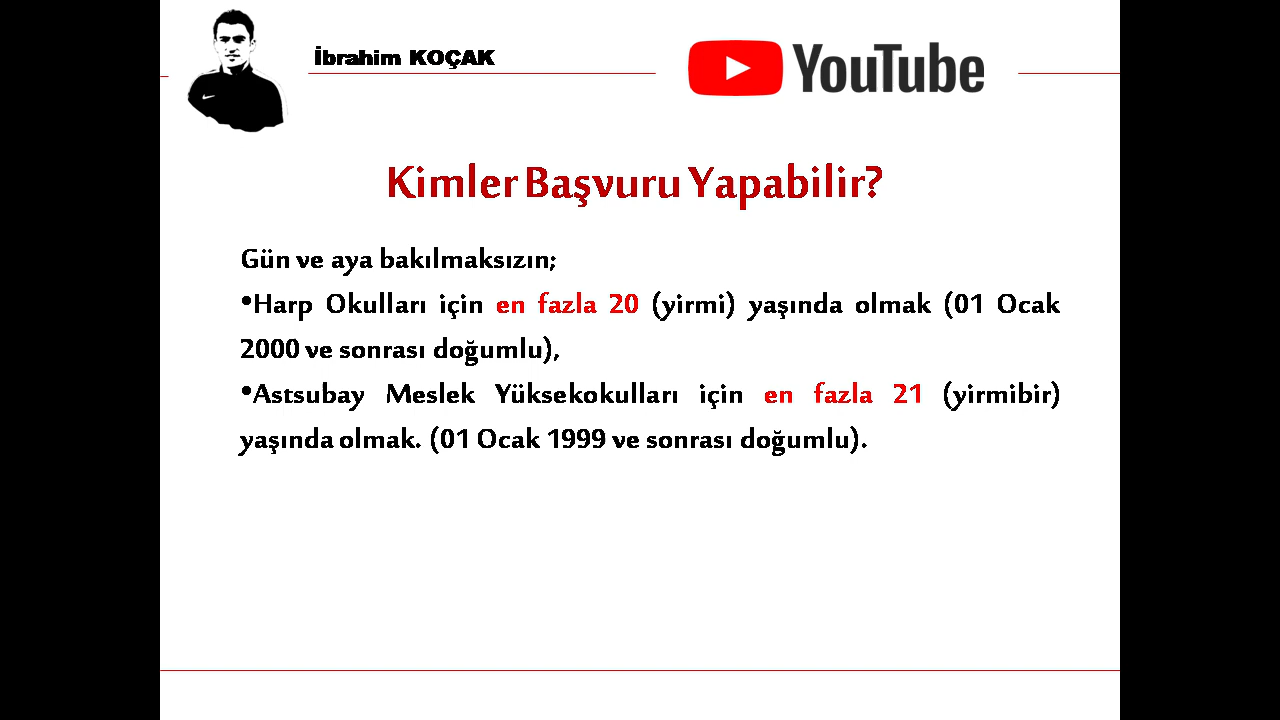 İbrahim KOÇAK
YouTube
Kimler Başvuru Yapabilir?
Gün ve aya bakılmaksızın;
•Harp Okulları için en fazla 20 (yirmi) yaşında olmak (01 Ocak
2000 ve sonrası doğumlu),
•Astsubay Meslek Yüksekokulları için en fazla 21 (yirmibir)
yaşında olmak. (01 Ocak 1999 ve sonrası doğumlu).